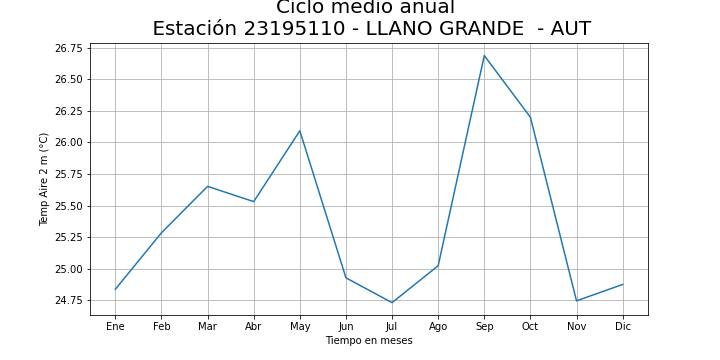 Ciclo medio anual
Estación 23195110 - LLANO GRANDE  - AUT
26.75
26.50
26.25
26.00
25.75
25.50
25.25
25.00
24.75
Temp Aire 2 m (°C)
Ene Feb Mar Abr May Jun Jul Ago Sep Oct Nov Dic
Tiempo en meses